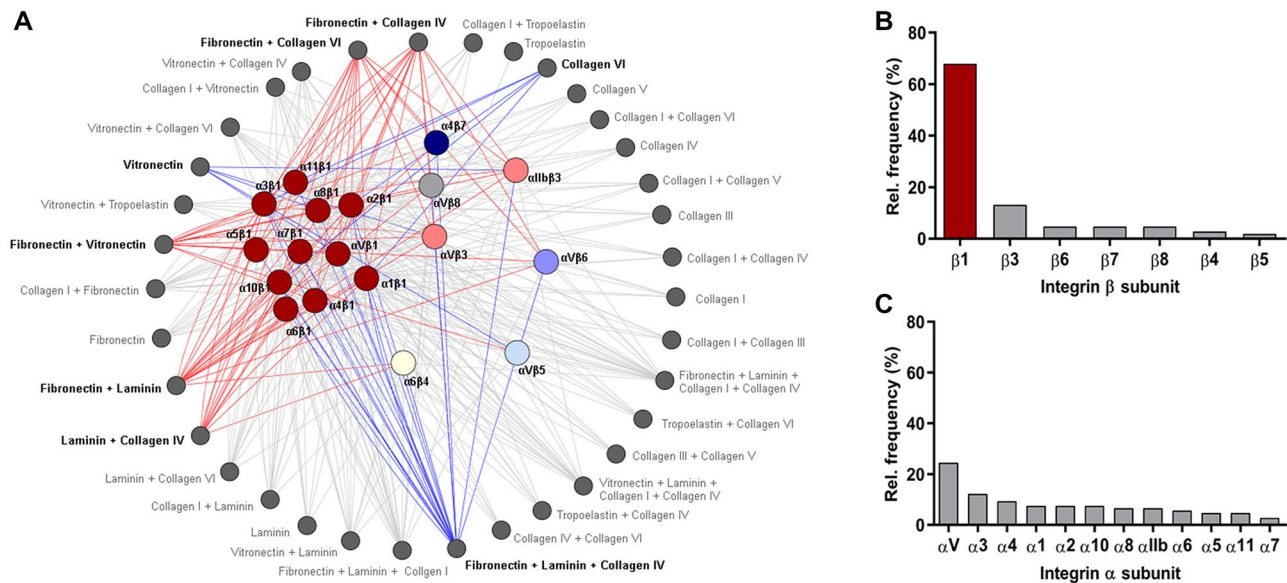 A
Fibronectin + Collagen IV
Collagen I + Tropoelastin
Fibronectin + Collagen VI
Tropoelastin
Vitronectin + Collagen IV
Collagen VI
Collagen I + Vitronectin
Collagen V
Vitronectin + Collagen VI
Collagen I + Collagen VI
Vitronectin
Collagen IV
Vitronectin + Tropoelastin
Collagen I + Collagen V
Collagen III
Fibronectin + Vitronectin
Collagen I + Collagen IV
Collagen I + Fibronectin
Collagen I
Fibronectin
Collagen I + Collagen III
Fibronectin + Laminin
Fibronectin + Laminin +
Collagen I + Collagen IV
Laminin + Collagen IV
Tropoelastin + Collagen VI
Laminin + Collagen VI
Collagen III + Collagen V
Collagen I + Laminin
Vitronectin + Laminin +
Collagen I + Collagen IV
Laminin
Tropoelastin + Collagen IV
Vitronectin + Laminin
Collagen IV + Collagen VI
Fibronectin + Laminin + Collgen I
Fibronectin + Laminin + Collagen IV
α4β7
α11β1
αIIbβ3
α3β1
α8β1
α2β1
αVβ8
α5β1
α7β1
αVβ1
αVβ3
αVβ6
α10β1
α1β1
α4β1
α6β1
αVβ5
α6β4
B
Rel. frequency (%)
80
60
40
20
0
β1 β3 β6 β7 β8 β4 β5
Integrin β subunit
C
Rel. frequency (%)
80
60
40
20
0
αV α3 α4 α1 α2 α10 α8 αIIb α6 α5 α11 α7
Integrin α subunit